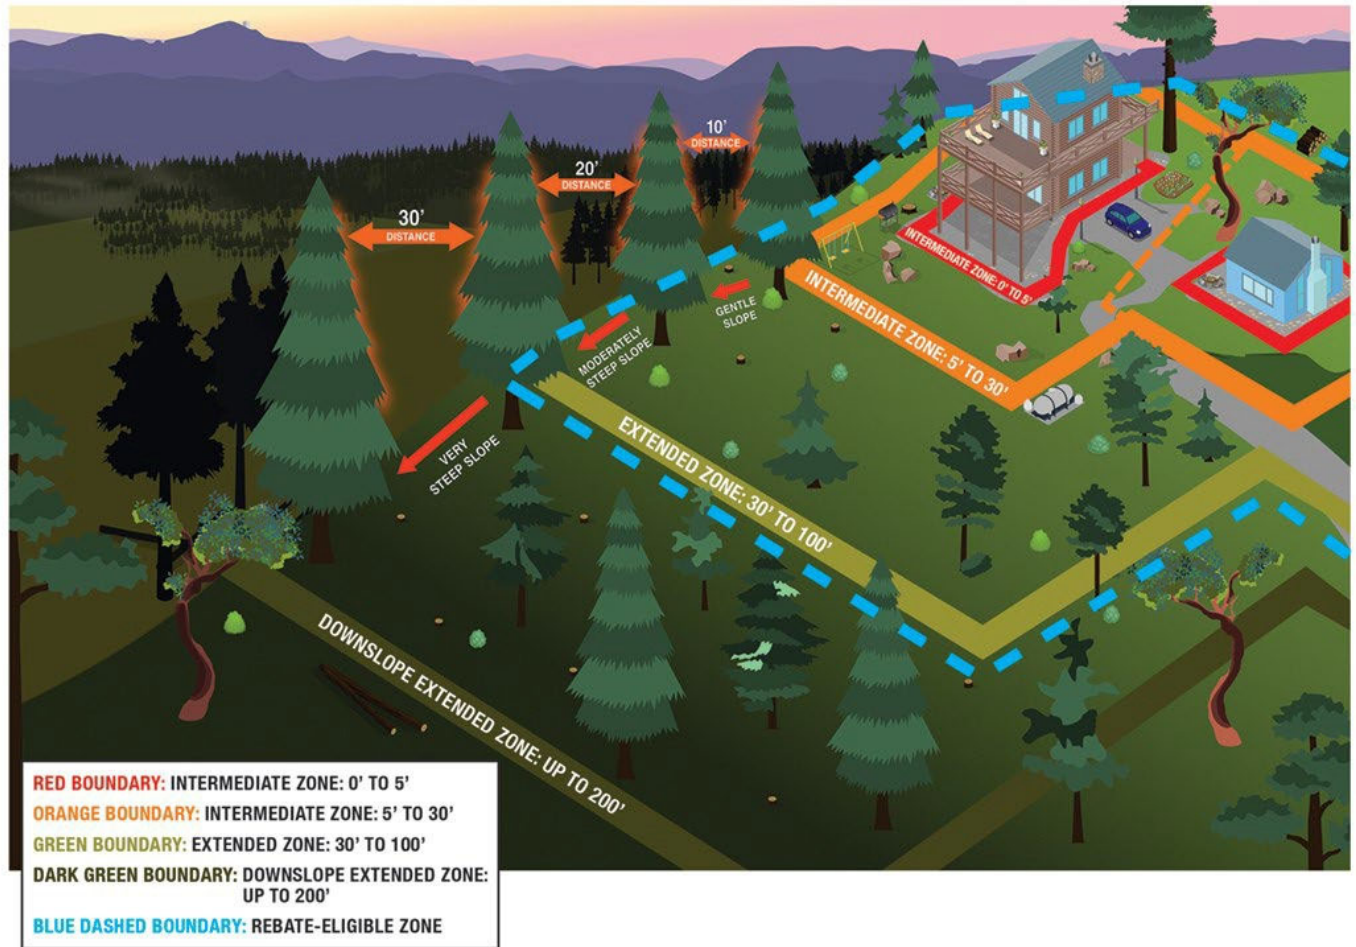 10'
DISTANCE
20'
DISTANCE
30'
DISTANCE
INTERMEDIATE ZONE: 0' TO 5'
INTERMEDIATE ZONE: 5' TO 30'
GENTLE
SLOPE
MODERATELY
STEEP SLOPE
VERY
STEEP SLOPE
EXTENDED ZONE: 30' TO 100'
DOWNSLOPE EXTENDED ZONE: UP TO 200'
RED BOUNDARY: INTERMEDIATE ZONE: 0' TO 5'
ORANGE BOUNDARY: INTERMEDIATE ZONE: 5' TO 30'
GREEN BOUNDARY: EXTENDED ZONE: 30' TO 100'
DARK GREEN BOUNDARY: DOWNSLOPE EXTENDED ZONE:
UP TO 200'
BLUE DASHED BOUNDARY: REBATE-ELIGIBLE ZONE